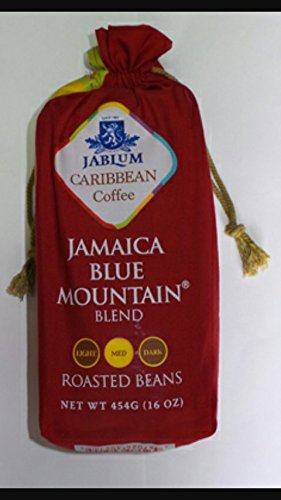 JABLUM
CARIBBEAN
Coffee
JAMAICA
BLUE
MOUNTAIN®
BLEND
LIGHT MED DARK
ROASTED BEANS
NET WT 454G (16 OZ)